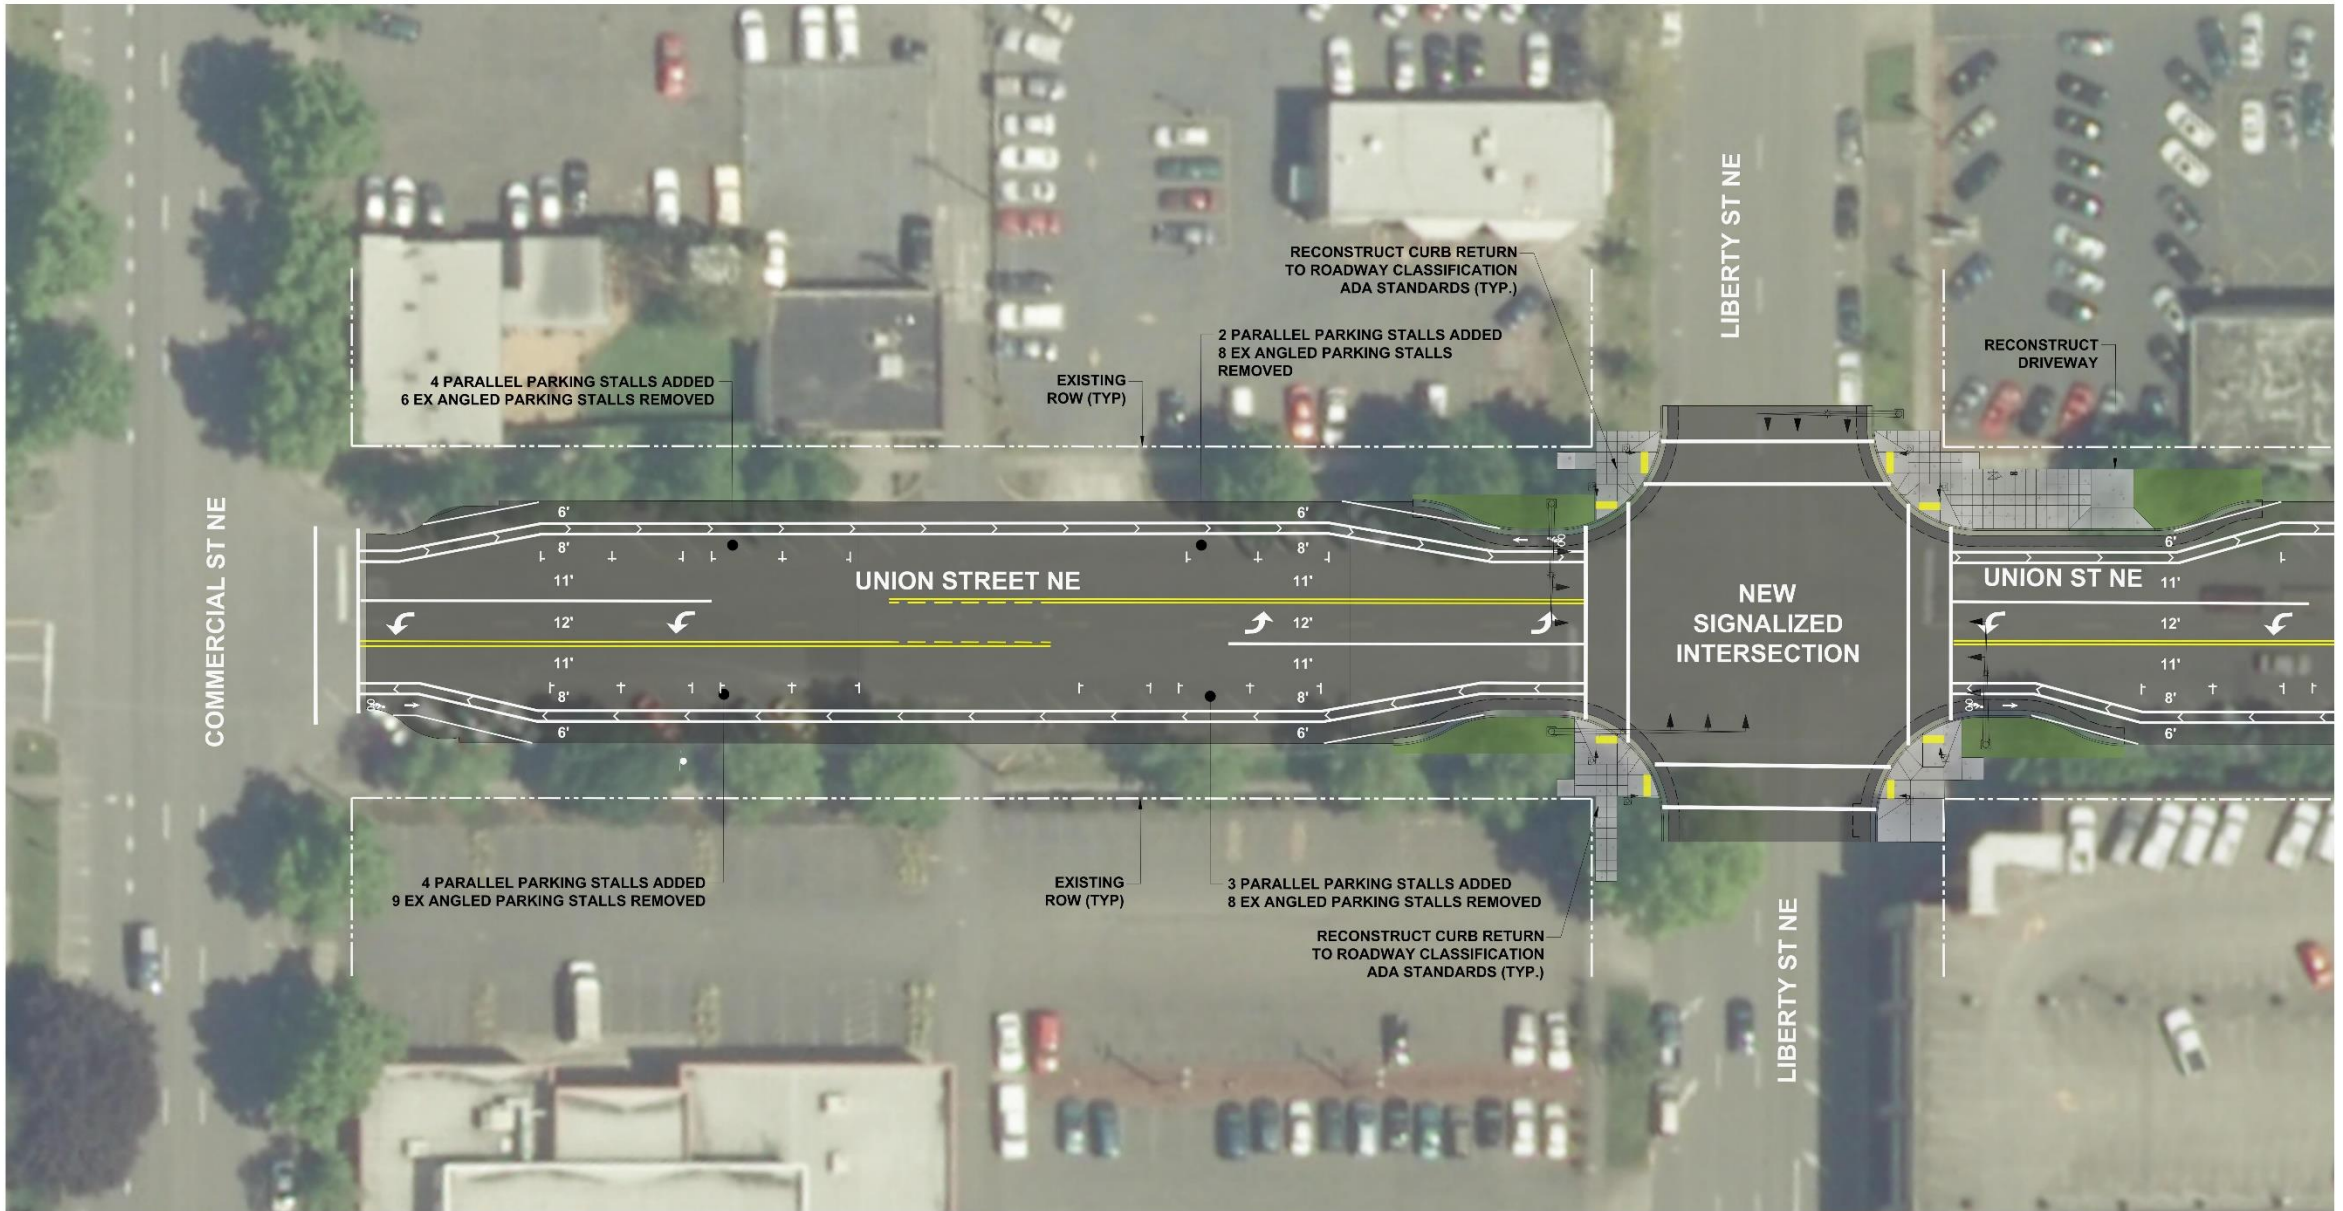 LIBERTY ST NE
RECONSTRUCT CURB RETURN
TO ROADWAY CLASSIFICATION
ADA STANDARDS (TYP.)
2 PARALLEL PARKING STALLS ADDED
8 EX ANGLED PARKING STALLS
REMOVED
RECONSTRUCT
DRIVEWAY
4 PARALLEL PARKING STALLS ADDED
6 EX ANGLED PARKING STALLS REMOVED
EXISTING
ROW (TYP)
COMMERCIAL ST NE
6'
8'
11'
12'
11'
8'
6'
UNION STREET NE
6'
8'
11'
12'
11'
8'
6'
NEW
SIGNALIZED
INTERSECTION
6'
UNION ST NE
11'
12'
11'
8'
6'
4 PARALLEL PARKING STALLS ADDED
9 EX ANGLED PARKING STALLS REMOVED
EXISTING
ROW (TYP)
3 PARALLEL PARKING STALLS ADDED
8 EX ANGLED PARKING STALLS REMOVED
RECONSTRUCT CURB RETURN
TO ROADWAY CLASSIFICATION
ADA STANDARDS (TYP.)
LIBERTY ST NE